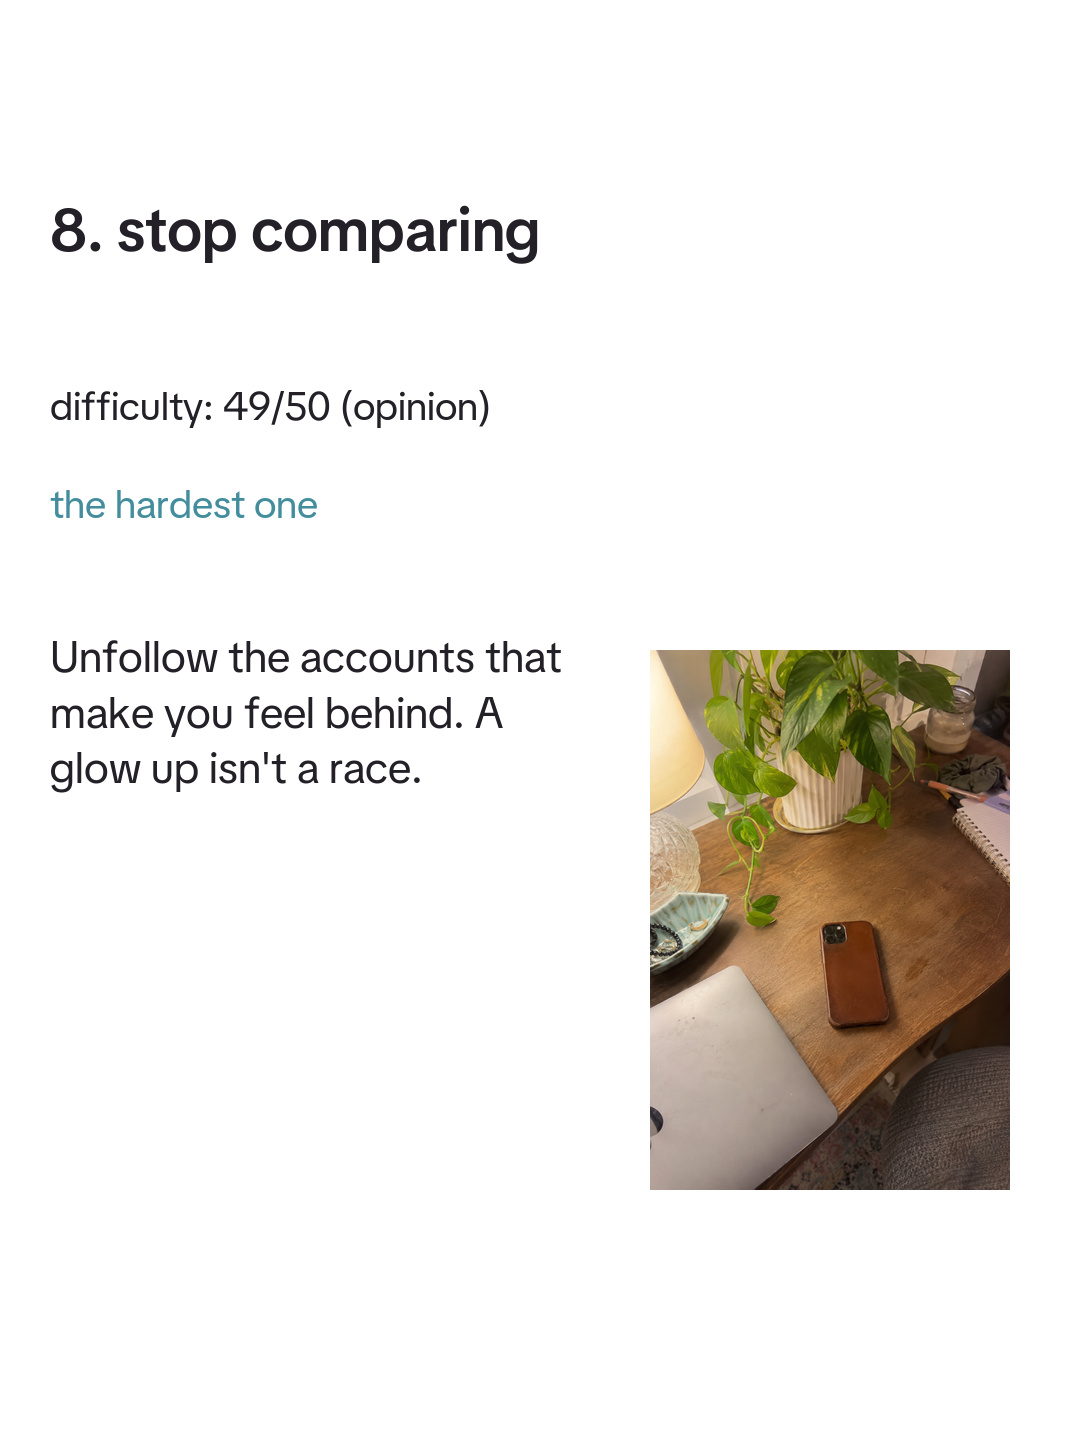 8. stop comparing
difficulty: 49/50 (opinion)
the hardest one
Unfollow the accounts that
make you feel behind. A
glow up isn't a race.